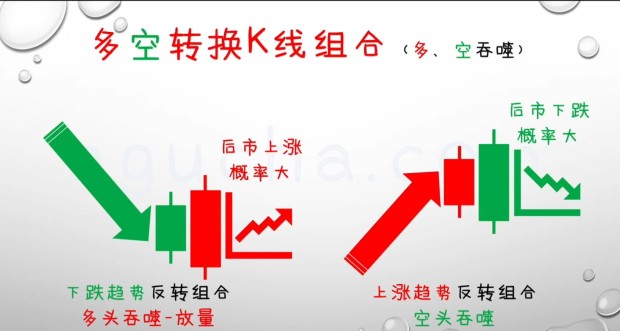 多空转换K线组合（多、空吞噬）
后市上涨
概率大
后市下跌
概率大
下跌趋势反转组合
多头吞噬-放量
上涨趋势反转组合
空头吞噬